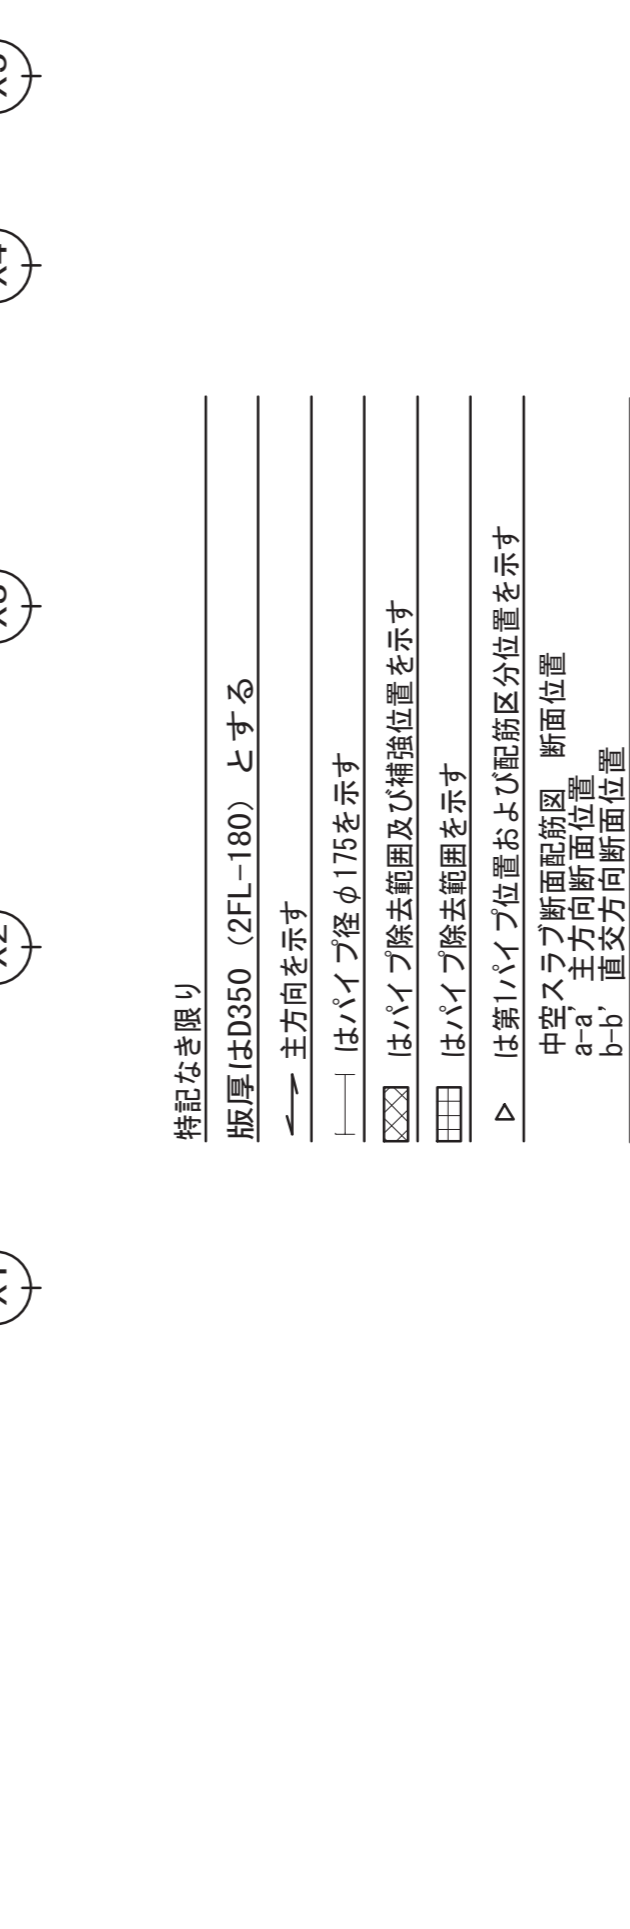 特記なき限り
版厚はD350（2FL-180）とする
主方向を示す
はパイプ径φ175を示す
はパイプ除去範囲及び補強位置を示す
はパイプ除去範囲を示す
は第1パイプ位置および配筋区分位置を示す
中空スラブ断面配筋図　断面位置
a-a’ 主方向断面位置
b-b’ 直交方向断面位置